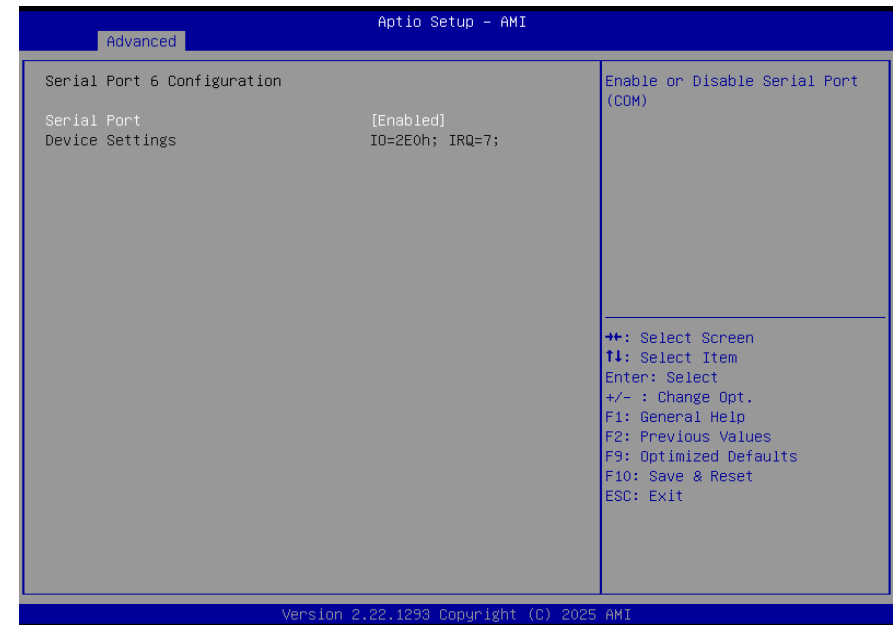 Aptio Setup – AMI
Advanced
Serial Port 6 Configuration
Serial Port [Enabled]
Device Settings IO=2E0h; IRQ=7;
Enable or Disable Serial Port
(COM)
→←: Select Screen
↑↓: Select Item
Enter: Select
+/- : Change Opt.
F1: General Help
F2: Previous Values
F9: Optimized Defaults
F10: Save & Reset
ESC: Exit
Version 2.22.1293 Copyright (C) 2025 AMI